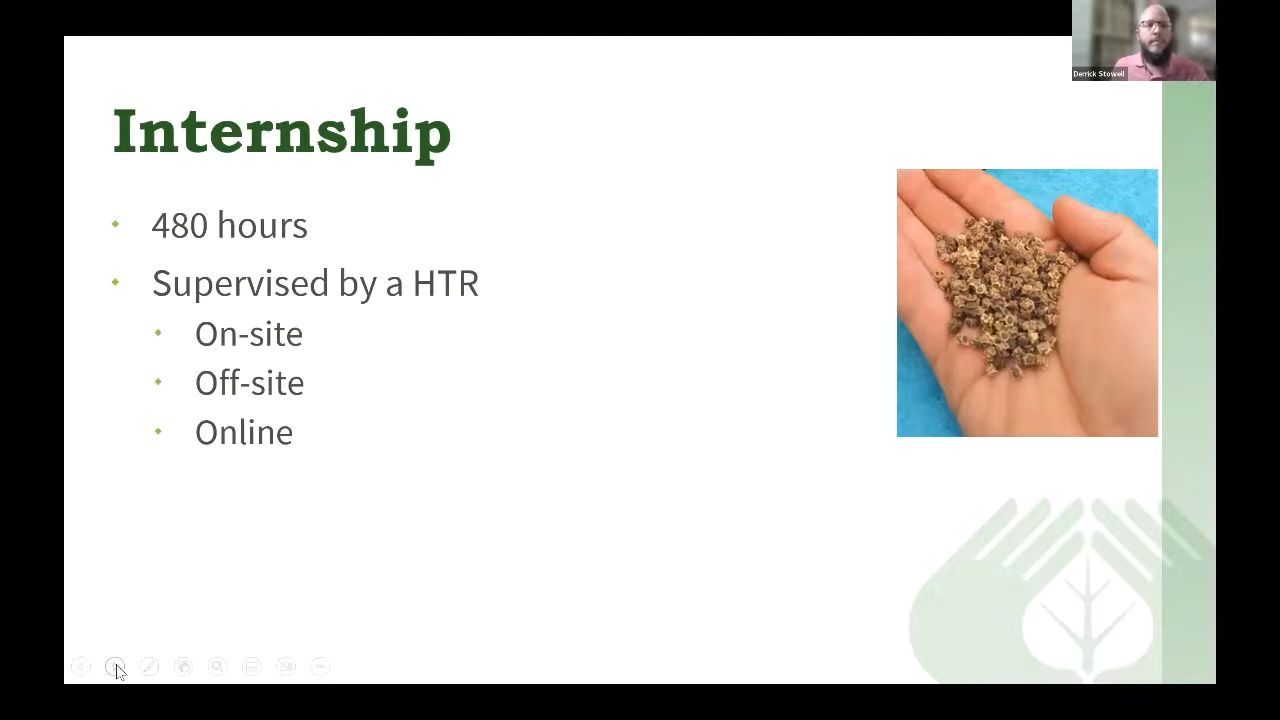 Derrick Stowell
Internship
480 hours
Supervised by a HTR
On-site
Off-site
Online